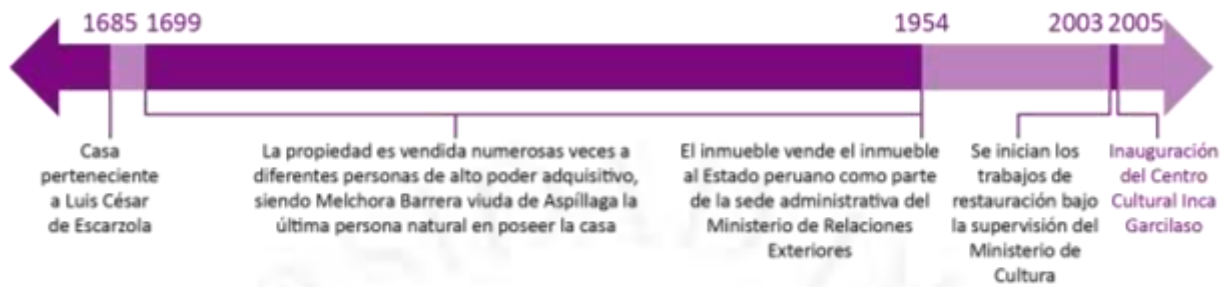 1685 1699 1954 2003 2005
Casa
perteneciente
a Luis César
de Escarzola
La propiedad es vendida numerosas veces a
diferentes personas de alto poder adquisitivo,
siendo Melchora Barrera viuda de Aspíllaga la
última persona natural en poseer la casa
El inmueble vende el inmueble
al Estado peruano como parte
de la sede administrativa del
Ministerio de Relaciones
Exteriores
Se inician los
trabajos de
restauración bajo
la supervisión del
Ministerio de
Cultura
Inauguración
del Centro
Cultural Inca
Garcilaso